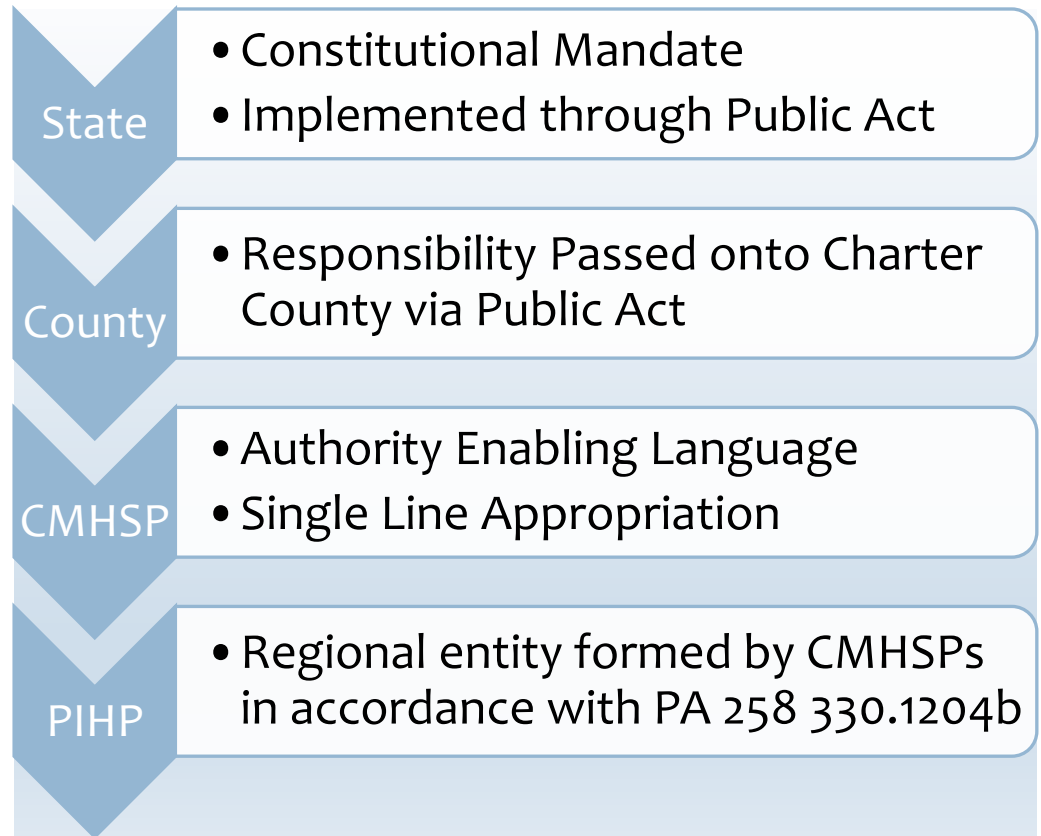 State
• Constitutional Mandate
• Implemented through Public Act
County
• Responsibility Passed onto Charter
County via Public Act
CMHSP
• Authority Enabling Language
• Single Line Appropriation
PIHP
• Regional entity formed by CMHSPs
in accordance with PA 258 330.1204b